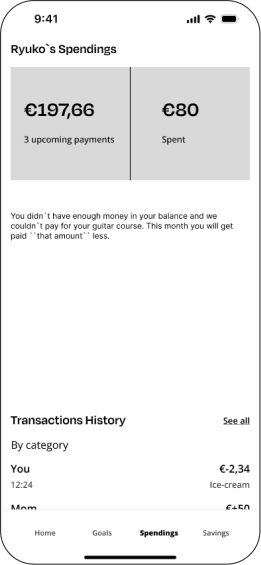 9:41
Ryuko`s Spendings
€197,66 €80
3 upcoming payments Spent
You didn`t have enough money in your balance and we
couldn`t pay for your guitar course. This month you will get
paid ``that amount`` less.
Transactions History See all
By category
You €-2,34
12:24 Ice-cream
Mom €+50
Home Goals Spendings Savings